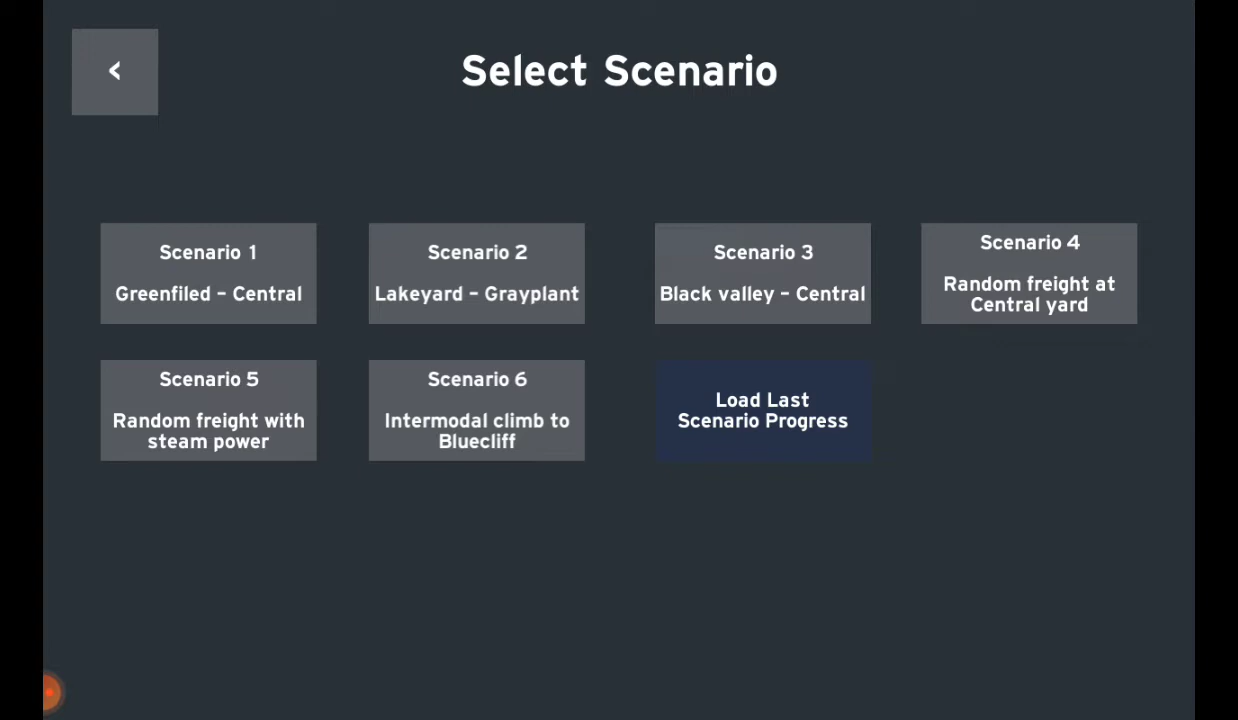 <
Select Scenario
Scenario 1
Greenfiled - Central
Scenario 2
Lakeyard - Grayplant
Scenario 3
Black valley - Central
Scenario 4
Random freight at
Central yard
Scenario 5
Random freight with
steam power
Scenario 6
Intermodal climb to
Bluecliff
Load Last
Scenario Progress